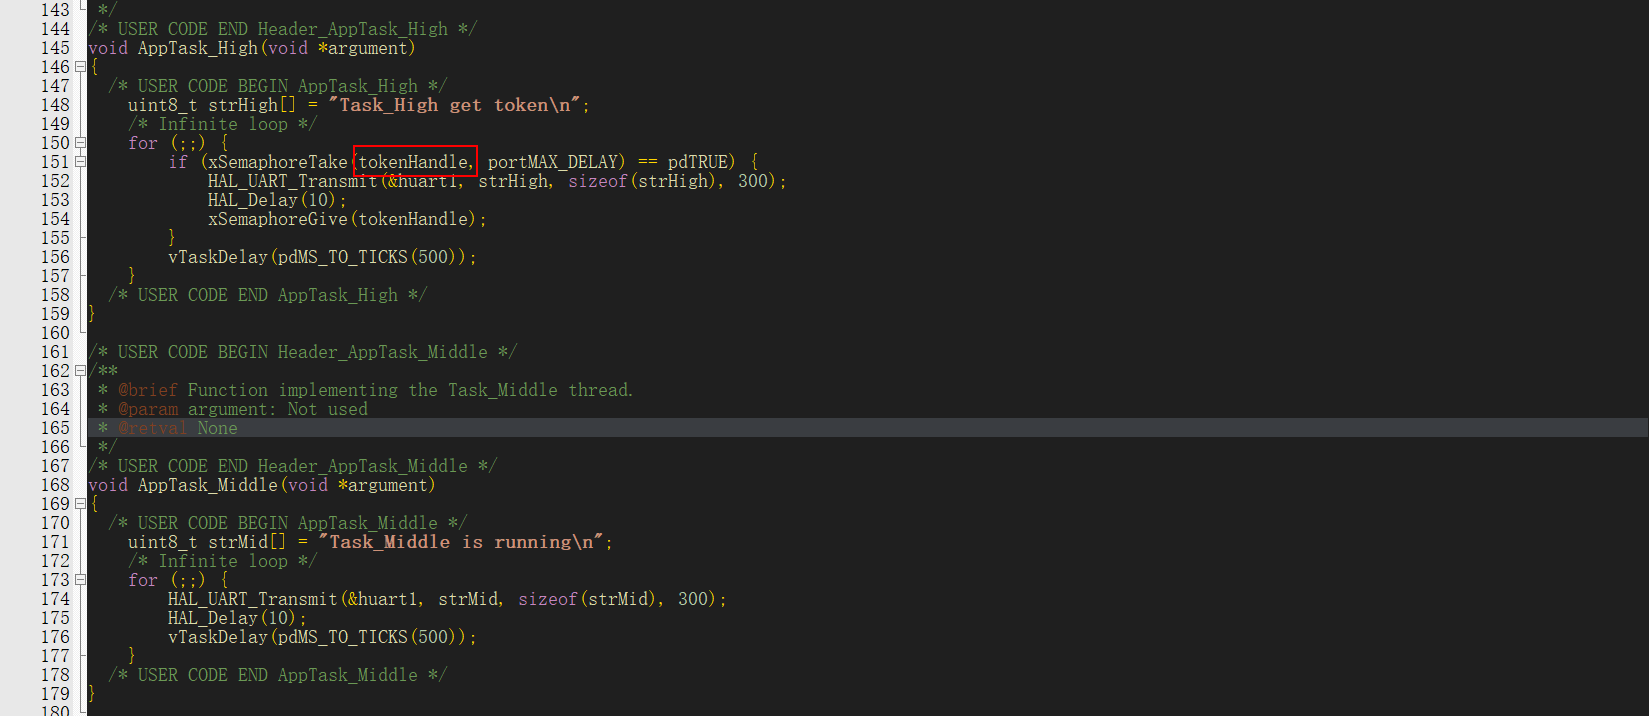 143 */
144 /* USER CODE END Header_AppTask_High */
145 void AppTask_High(void *argument)
146 {
147 /* USER CODE BEGIN AppTask_High */
148 uint8_t strHigh[] = "Task_High get token\n";
149 /* Infinite loop */
150 for (;;) {
151 if (xSemaphoreTake(tokenHandle, portMAX_DELAY) == pdTRUE) {
152 HAL_UART_Transmit(&huart1, strHigh, sizeof(strHigh), 300);
153 HAL_Delay(10);
154 xSemaphoreGive(tokenHandle);
155 }
156 vTaskDelay(pdMS_TO_TICKS(500));
157 }
158 /* USER CODE END AppTask_High */
159 }
160
161 /* USER CODE BEGIN Header_AppTask_Middle */
162 /**
163 * @brief Function implementing the Task_Middle thread.
164 * @param argument: Not used
165 * @retval None
166 */
167 /* USER CODE END Header_AppTask_Middle */
168 void AppTask_Middle(void *argument)
169 {
170 /* USER CODE BEGIN AppTask_Middle */
171 uint8_t strMid[] = "Task_Middle is running\n";
172 /* Infinite loop */
173 for (;;) {
174 HAL_UART_Transmit(&huart1, strMid, sizeof(strMid), 300);
175 HAL_Delay(10);
176 vTaskDelay(pdMS_TO_TICKS(500));
177 }
178 /* USER CODE END AppTask_Middle */
179 }
180